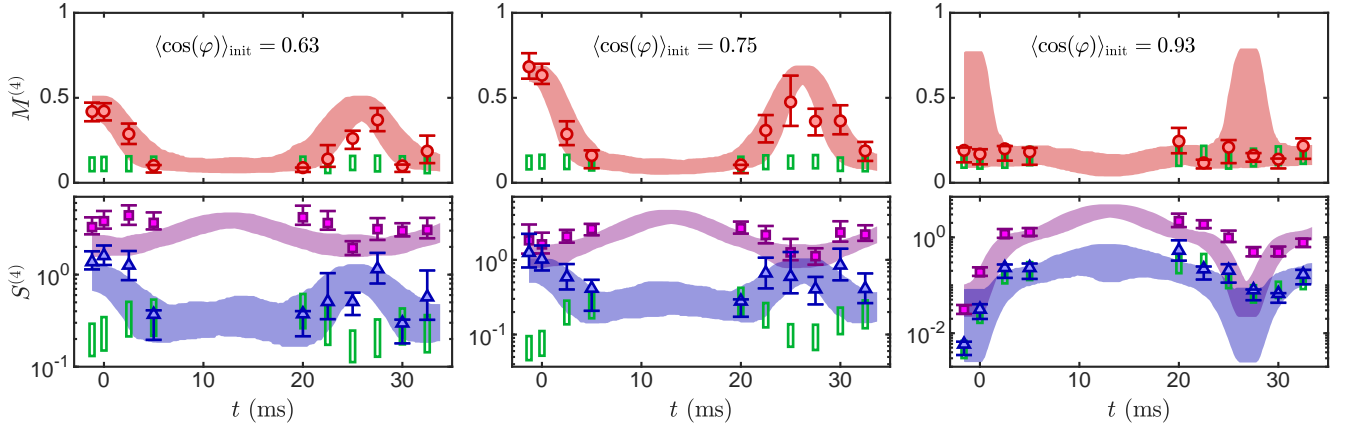 ⟨cos(φ)⟩init = 0.63
⟨cos(φ)⟩init = 0.75
⟨cos(φ)⟩init = 0.93
M(4)
1
0.5
0
1
0.5
0
1
0.5
0
S(4)
10^0
10^-1
10^0
10^-1
10^0
10^-2
0 10 20 30
0 10 20 30
0 10 20 30
t (ms)
t (ms)
t (ms)